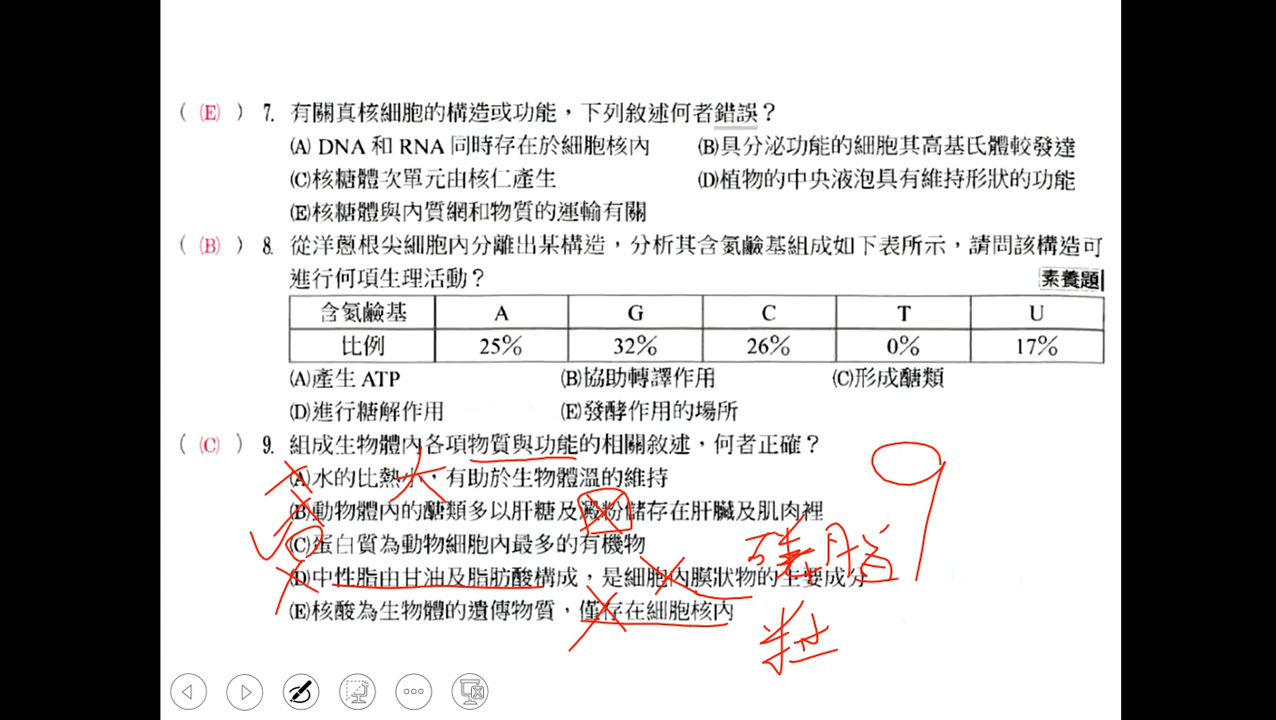 ( (E) ) 7. 有關真核細胞的構造或功能，下列敘述何者錯誤？
(A) DNA 和 RNA 同時存在於細胞核內 (B)具分泌功能的細胞其高基氏體較發達
(C)核糖體次單元由核仁產生 (D)植物的中央液泡具有維持形狀的功能
(E)核糖體與內質網和物質的運輸有關
( (B) ) 8. 從洋蔥根尖細胞內分離出某構造，分析其含氮鹼基組成如下表所示，請問該構造可
進行何項生理活動？ 素養題
含氮鹼基 A G C T U
比例 25% 32% 26% 0% 17%
(A)產生 ATP (B)協助轉譯作用 (C)形成醣類
(D)進行糖解作用 (E)發酵作用的場所
( (C) ) 9. 組成生物體內各項物質與功能的相關敘述，何者正確？
(A)水的比熱小，有助於生物體溫的維持
大
9
(B)動物體內的醣類多以肝糖及澱粉儲存在肝臟及肌肉裡
(C)蛋白質為動物細胞內最多的有機物
磷脂
(D)中性脂由甘油及脂肪酸構成，是細胞內膜狀物的主要成分
(E)核酸為生物體的遺傳物質，僅存在細胞核內